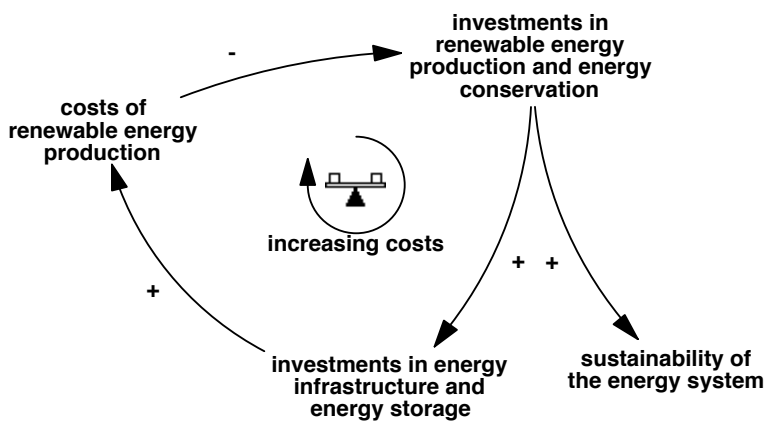 investments in
renewable energy
production and energy
conservation
-
costs of
renewable energy
production
increasing costs
+ +
+
investments in energy
infrastructure and
energy storage
sustainability of
the energy system